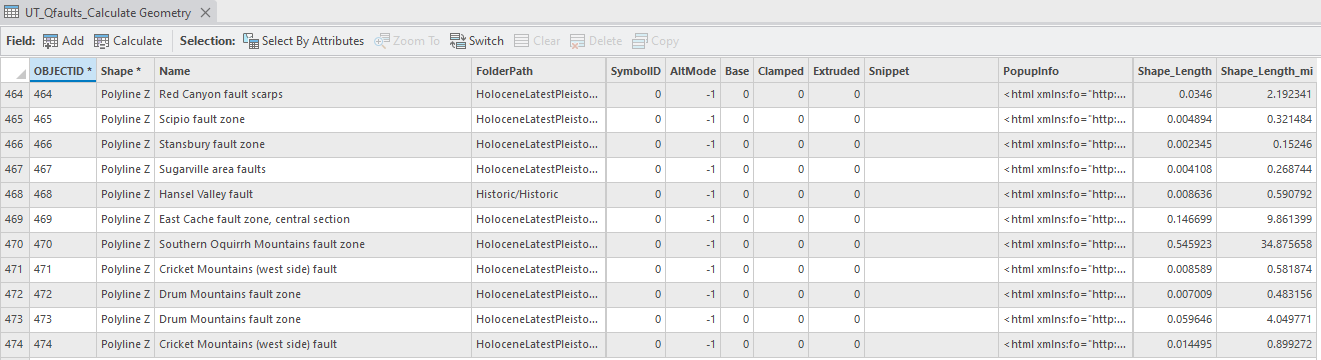 UT_Qfaults_Calculate Geometry
Field: Add Calculate Selection: Select By Attributes Zoom To Switch Clear Delete Copy
OBJECTID * Shape * Name FolderPath SymbolID AltMode Base Clamped Extruded Snippet PopupInfo Shape_Length Shape_Length_mi
464 464 Polyline Z Red Canyon fault scarps HoloceneLatestPleisto... 0 -1 0 0 0 <html xmlns:fo="http:... 0.0346 2.192341
465 465 Polyline Z Scipio fault zone HoloceneLatestPleisto... 0 -1 0 0 0 <html xmlns:fo="http:... 0.004894 0.321484
466 466 Polyline Z Stansbury fault zone HoloceneLatestPleisto... 0 -1 0 0 0 <html xmlns:fo="http:... 0.002345 0.15246
467 467 Polyline Z Sugarville area faults HoloceneLatestPleisto... 0 -1 0 0 0 <html xmlns:fo="http:... 0.004108 0.268744
468 468 Polyline Z Hansel Valley fault Historic/Historic 0 -1 0 0 0 <html xmlns:fo="http:... 0.008636 0.590792
469 469 Polyline Z East Cache fault zone, central section HoloceneLatestPleisto... 0 -1 0 0 0 <html xmlns:fo="http:... 0.146699 9.861399
470 470 Polyline Z Southern Oquirrh Mountains fault zone HoloceneLatestPleisto... 0 -1 0 0 0 <html xmlns:fo="http:... 0.545923 34.875658
471 471 Polyline Z Cricket Mountains (west side) fault HoloceneLatestPleisto... 0 -1 0 0 0 <html xmlns:fo="http:... 0.008589 0.581874
472 472 Polyline Z Drum Mountains fault zone HoloceneLatestPleisto... 0 -1 0 0 0 <html xmlns:fo="http:... 0.007009 0.483156
473 473 Polyline Z Drum Mountains fault zone HoloceneLatestPleisto... 0 -1 0 0 0 <html xmlns:fo="http:... 0.059646 4.049771
474 474 Polyline Z Cricket Mountains (west side) fault HoloceneLatestPleisto... 0 -1 0 0 0 <html xmlns:fo="http:... 0.014495 0.899272